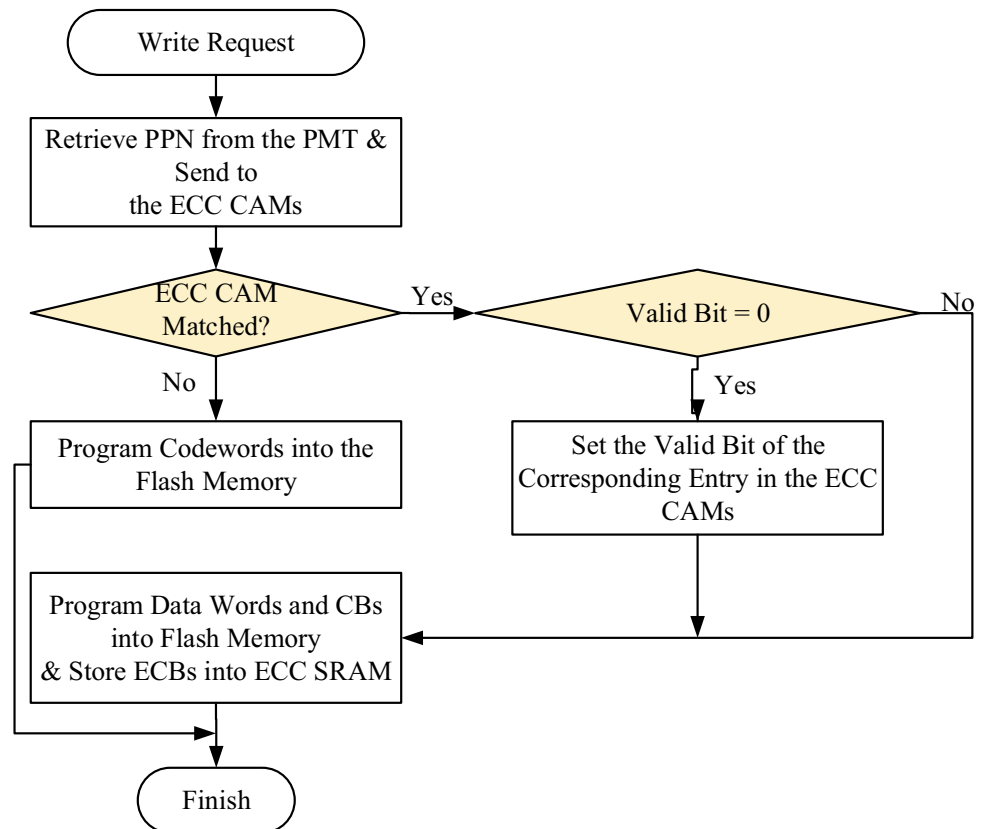 Write Request
Retrieve PPN from the PMT &
Send to
the ECC CAMs
ECC CAM
Matched?
Yes
Valid Bit = 0
No
No
Yes
Program Codewords into the
Flash Memory
Set the Valid Bit of the
Corresponding Entry in the ECC
CAMs
Program Data Words and CBs
into Flash Memory
& Store ECBs into ECC SRAM
Finish